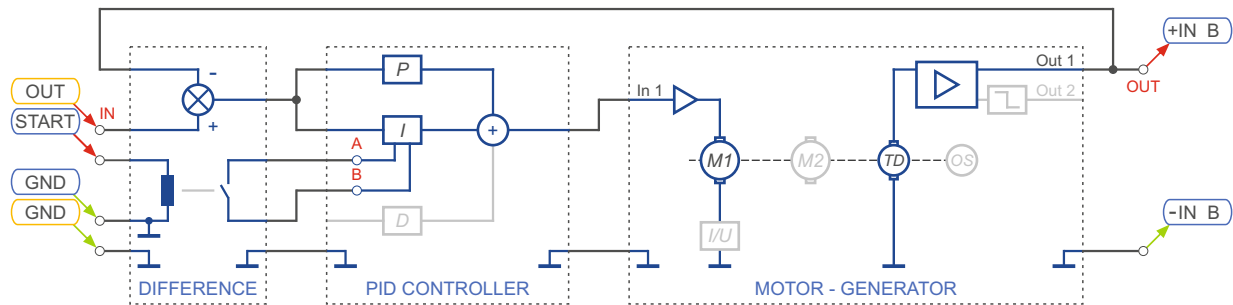 +IN B
-
P
Out 1
OUT
OUT
IN
In 1
Out 2
START
+
I
+
A
M1
M2
TD
OS
GND
B
GND
D
I/U
-IN B
DIFFERENCE
PID CONTROLLER
MOTOR - GENERATOR